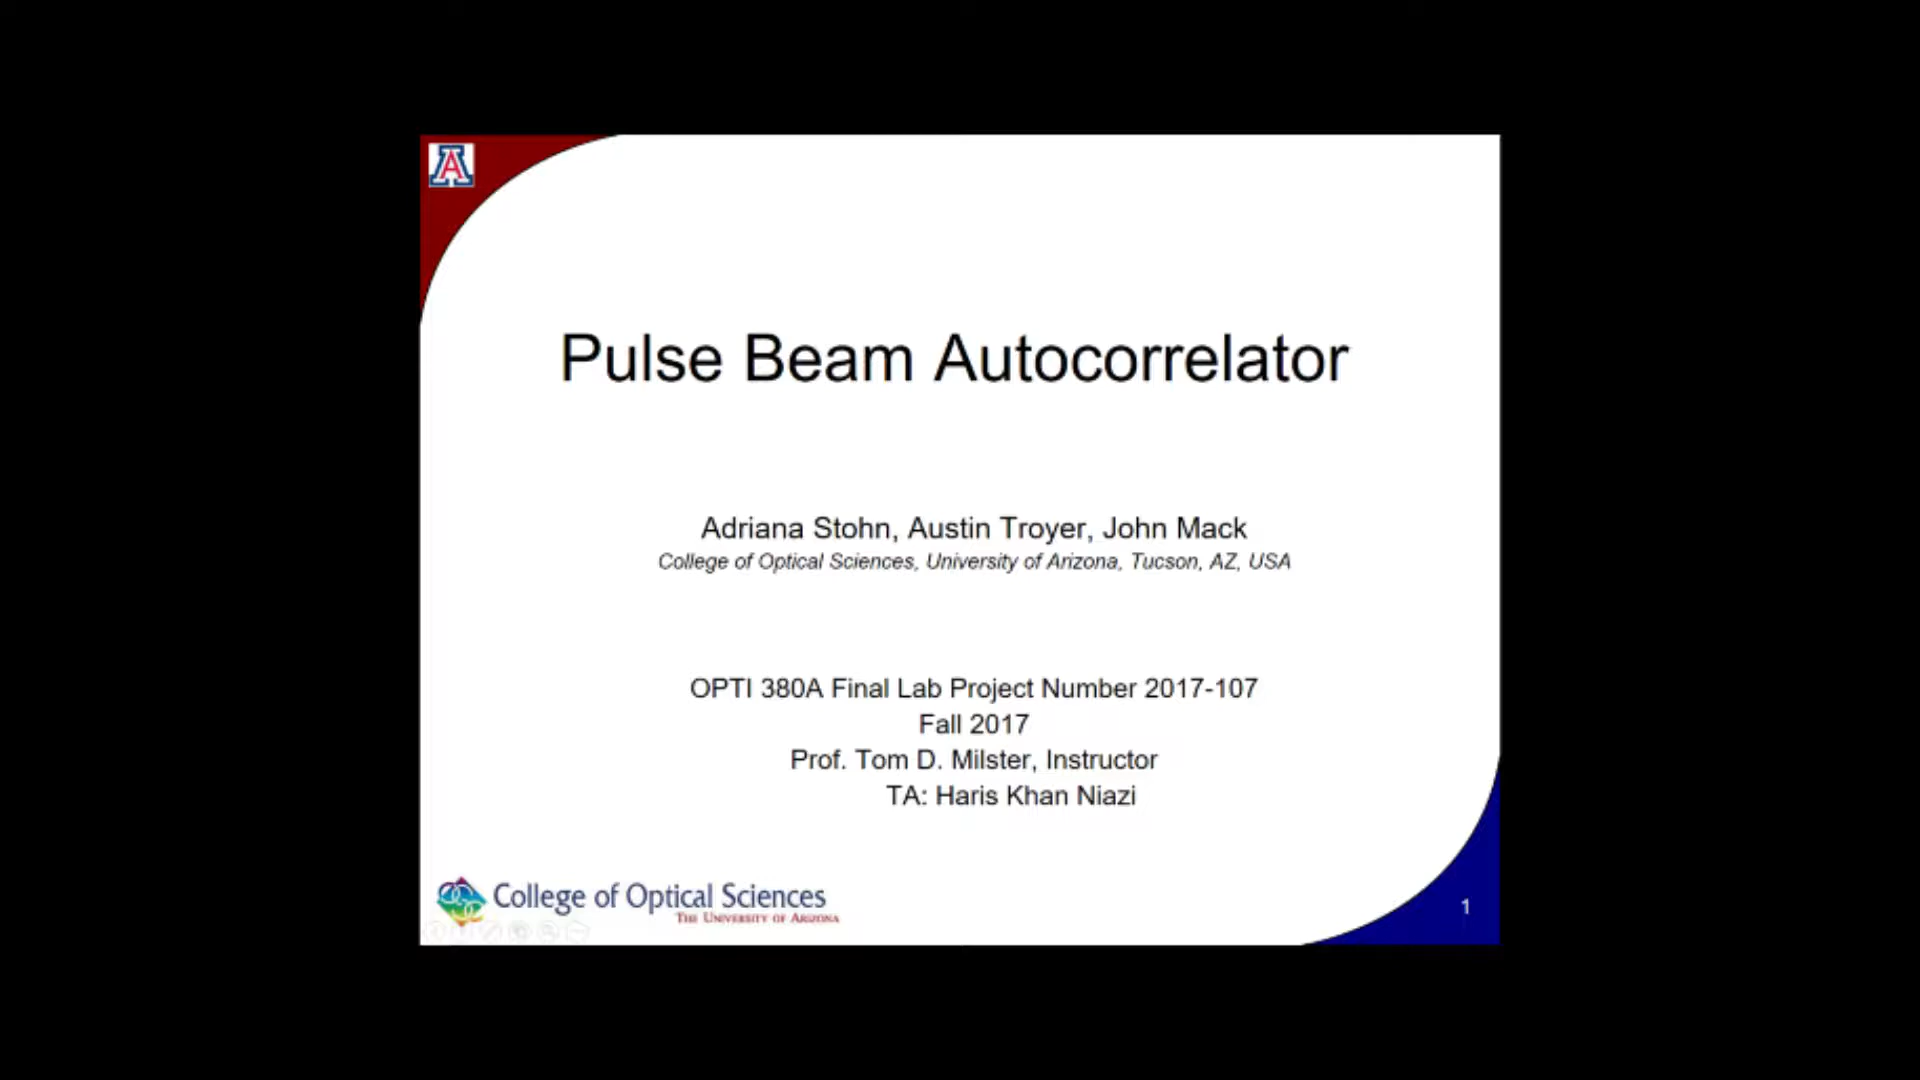 A
Pulse Beam Autocorrelator
Adriana Stohn, Austin Troyer, John Mack
College of Optical Sciences, University of Arizona, Tucson, AZ, USA
OPTI 380A Final Lab Project Number 2017-107
Fall 2017
Prof. Tom D. Milster, Instructor
TA: Haris Khan Niazi
College of Optical Sciences
THE UNIVERSITY OF ARIZONA
1